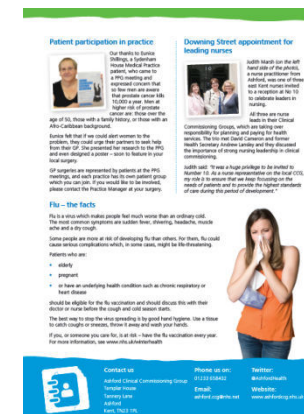 Patient participation in practice
Our thanks to Eunice
Skillings, a Sydenham
House Medical Practice
patient, who came to
a PPG meeting and
expressed concern that
so few men are aware
that prostate cancer kills
10,000 a year. Men at
higher risk of prostate
cancer are: those over the
age of 50, those with a family history, or those with an
Afro-Caribbean background.
Eunice felt that if we could alert women to the
problem, they could urge their partners to seek help
from their GP. She presented her research to the PPG
and even designed a poster – soon to feature in your
local surgery.
GP surgeries are represented by patients at the PPG
meetings, and each practice has its own patient group
which you can join. If you would like to be involved,
please contact the Practice Manager at your surgery.
Downing Street appointment for
leading nurses
Judith Marsh (on the left
hand side of the photo),
a nurse practitioner from
Ashford, was one of three
east Kent nurses invited
to a reception at No 10
to celebrate leaders in
nursing.
All three are nurse
leads in their Clinical
Commissioning Groups, which are taking over
responsibility for planning and paying for health
services. The trio met David Cameron and former
Health Secretary Andrew Lansley and they discussed
the importance of strong nursing leadership in clinical
commissioning.
Judith said: "It was a huge privilege to be invited to
Number 10. As a nurse representative on the local CCG,
my role is to ensure that we keep focussing on the
needs of patients and to provide the highest standards
of care during this period of development."
Flu – the facts
Flu is a virus which makes people feel much worse than an ordinary cold.
The most common symptoms are sudden fever, shivering, headache, muscle
ache and a dry cough.
Some people are more at risk of developing flu than others. For them, flu could
cause serious complications which, in some cases, might be life-threatening.
Patients who are:
• elderly
• pregnant
• or have an underlying health condition such as chronic respiratory or
heart disease
should be eligible for the flu vaccination and should discuss this with their
doctor or nurse before the cough and cold season starts.
The best way to stop the virus spreading is by good hand hygiene. Use a tissue
to catch coughs or sneezes, throw it away and wash your hands.
If you, or someone you care for, is at risk – have the flu vaccination every year.
For more information, see www.nhs.uk/winterhealth
Contact us
Ashford Clinical Commissioning Group
Templer House
Tannery Lane
Ashford
Kent, TN23 1PL
Phone us on:
01233 618432
Email:
ashford.ccg@nhs.net
Twitter:
@AshfordHealth
Website:
www.ashfordccg.nhs.uk